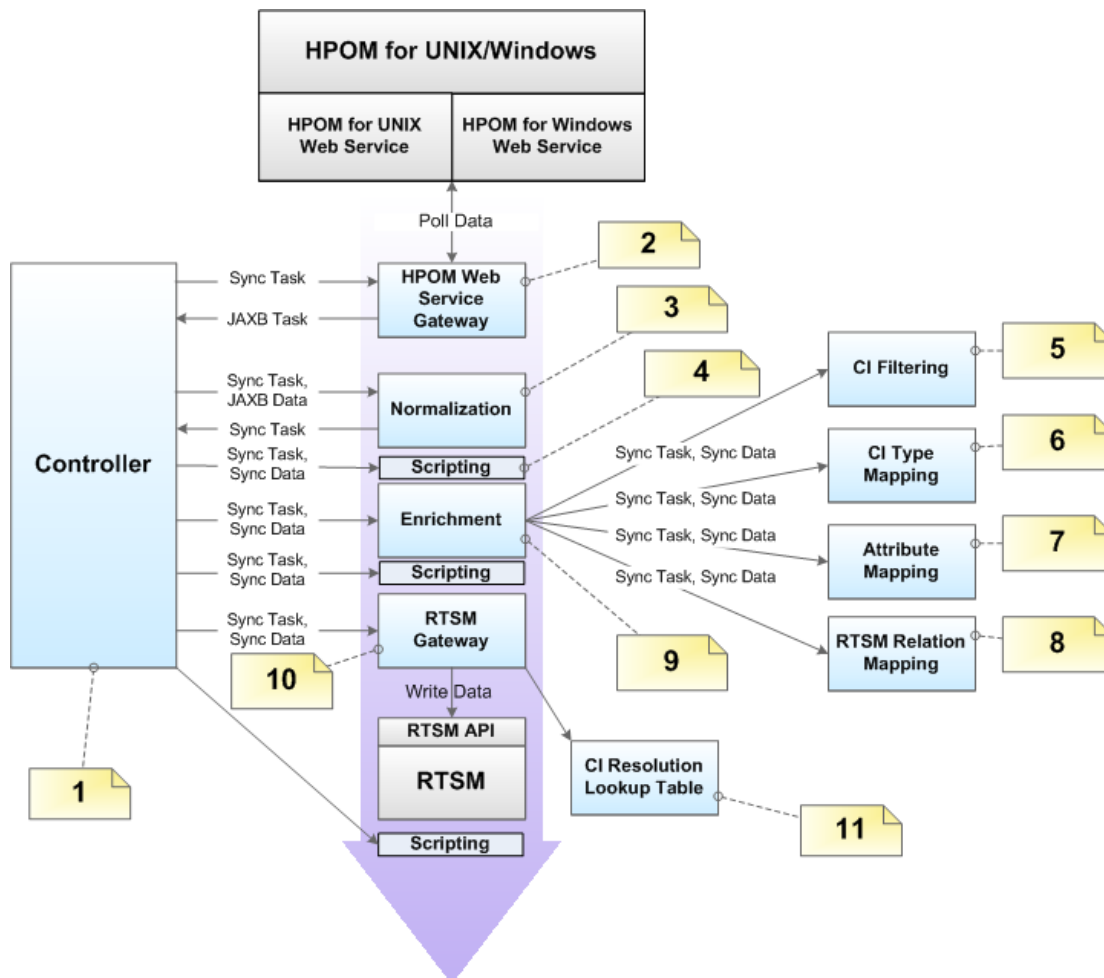 HPOM for UNIX/Windows
HPOM for UNIX
Web Service
HPOM for Windows
Web Service
Poll Data
2
Sync Task
HPOM Web
Service
Gateway
JAXB Task
3
5
CI Filtering
4
Sync Task,
JAXB Data
Normalization
Sync Task
Controller
Sync Task,
Sync Data
Scripting
Sync Task, Sync Data
6
CI Type
Mapping
Sync Task,
Sync Data
Enrichment
Sync Task, Sync Data
Sync Task, Sync Data
7
Attribute
Mapping
Sync Task,
Sync Data
Scripting
Sync Task, Sync Data
Sync Task,
Sync Data
RTSM
Gateway
8
RTSM Relation
Mapping
10
9
Write Data
RTSM API
RTSM
CI Resolution
Lookup Table
1
11
Scripting